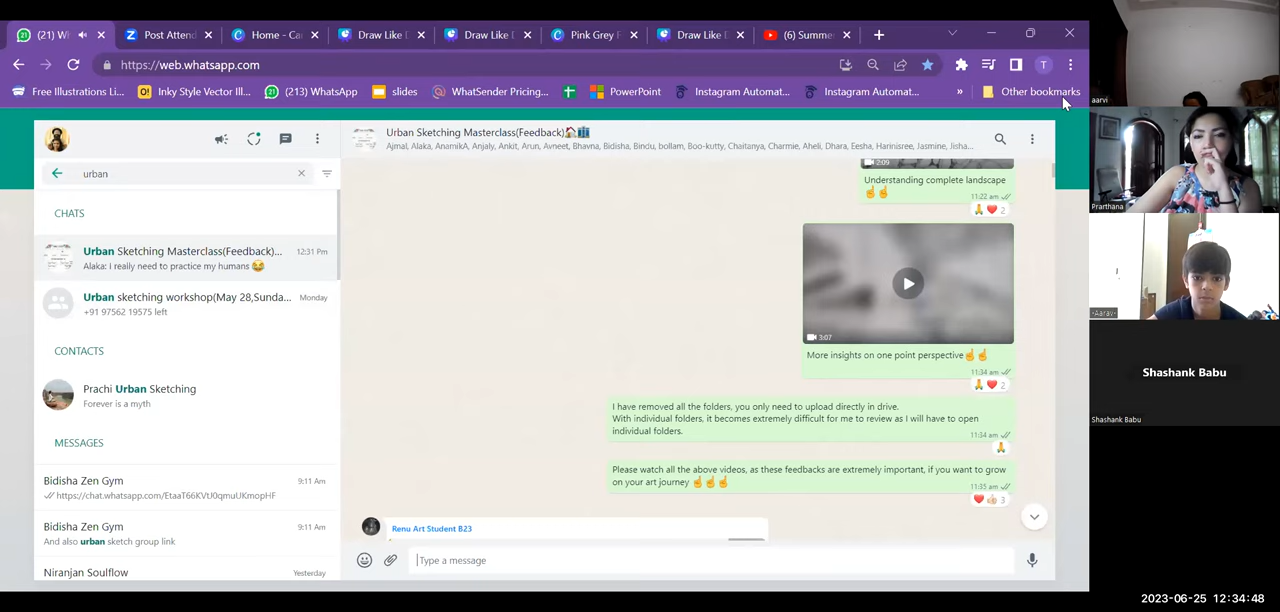 (21) Wh
Post Attend
Home - Ca
Draw Like D
Draw Like D
Pink Grey F
Draw Like D
(6) Summe
https://web.whatsapp.com
T
Free Illustrations Li...
Inky Style Vector Ill...
(213) WhatsApp
slides
WhatSender Pricing...
PowerPoint
Instagram Automat...
Instagram Automat...
»
Other bookmarks
urban
CHATS
Urban Sketching Masterclass(Feedback)...
12:31 Pm
Alaka: I really need to practice my humans 😂
Urban sketching workshop(May 28,Sunda...
Monday
+91 97562 19575 left
CONTACTS
Prachi Urban Sketching
Forever is a myth
MESSAGES
Bidisha Zen Gym
9:11 Am
https://chat.whatsapp.com/EtaaT66KVtJ0qmuUKmopHF
Bidisha Zen Gym
9:11 Am
And also urban sketch group link
Niranjan Soulflow
Yesterday
Urban Sketching Masterclass(Feedback)🏠🏙️
Ajmal, Alaka, AnamikA, Anjaly, Ankit, Arun, Avneet, Bhavna, Bidisha, Bindu, bollam, Boo-kutty, Chaitanya, Charmie, Aheli, Dhara, Eesha, Harinisree, Jasmine, Jisha...
2:09
Understanding complete landscape
☝️☝️
11:22 am
🙏❤️ 2
3:07
More insights on one point perspective☝️☝️
11:34 am
🙏❤️ 2
I have removed all the folders, you only need to upload directly in drive.
With individual folders, it becomes extremely difficult for me to review as I will have to open
individual folders.
11:34 am
🙏
Please watch all the above videos, as these feedbacks are extremely important, if you want to grow
on your art journey ☝️☝️☝️
11:35 am
❤️👍🏻 3
Renu Art Student B23
Type a message
aarvi
Prarthana
-Aarav-
Shashank Babu
Shashank Babu
2023-06-25 12:34:48